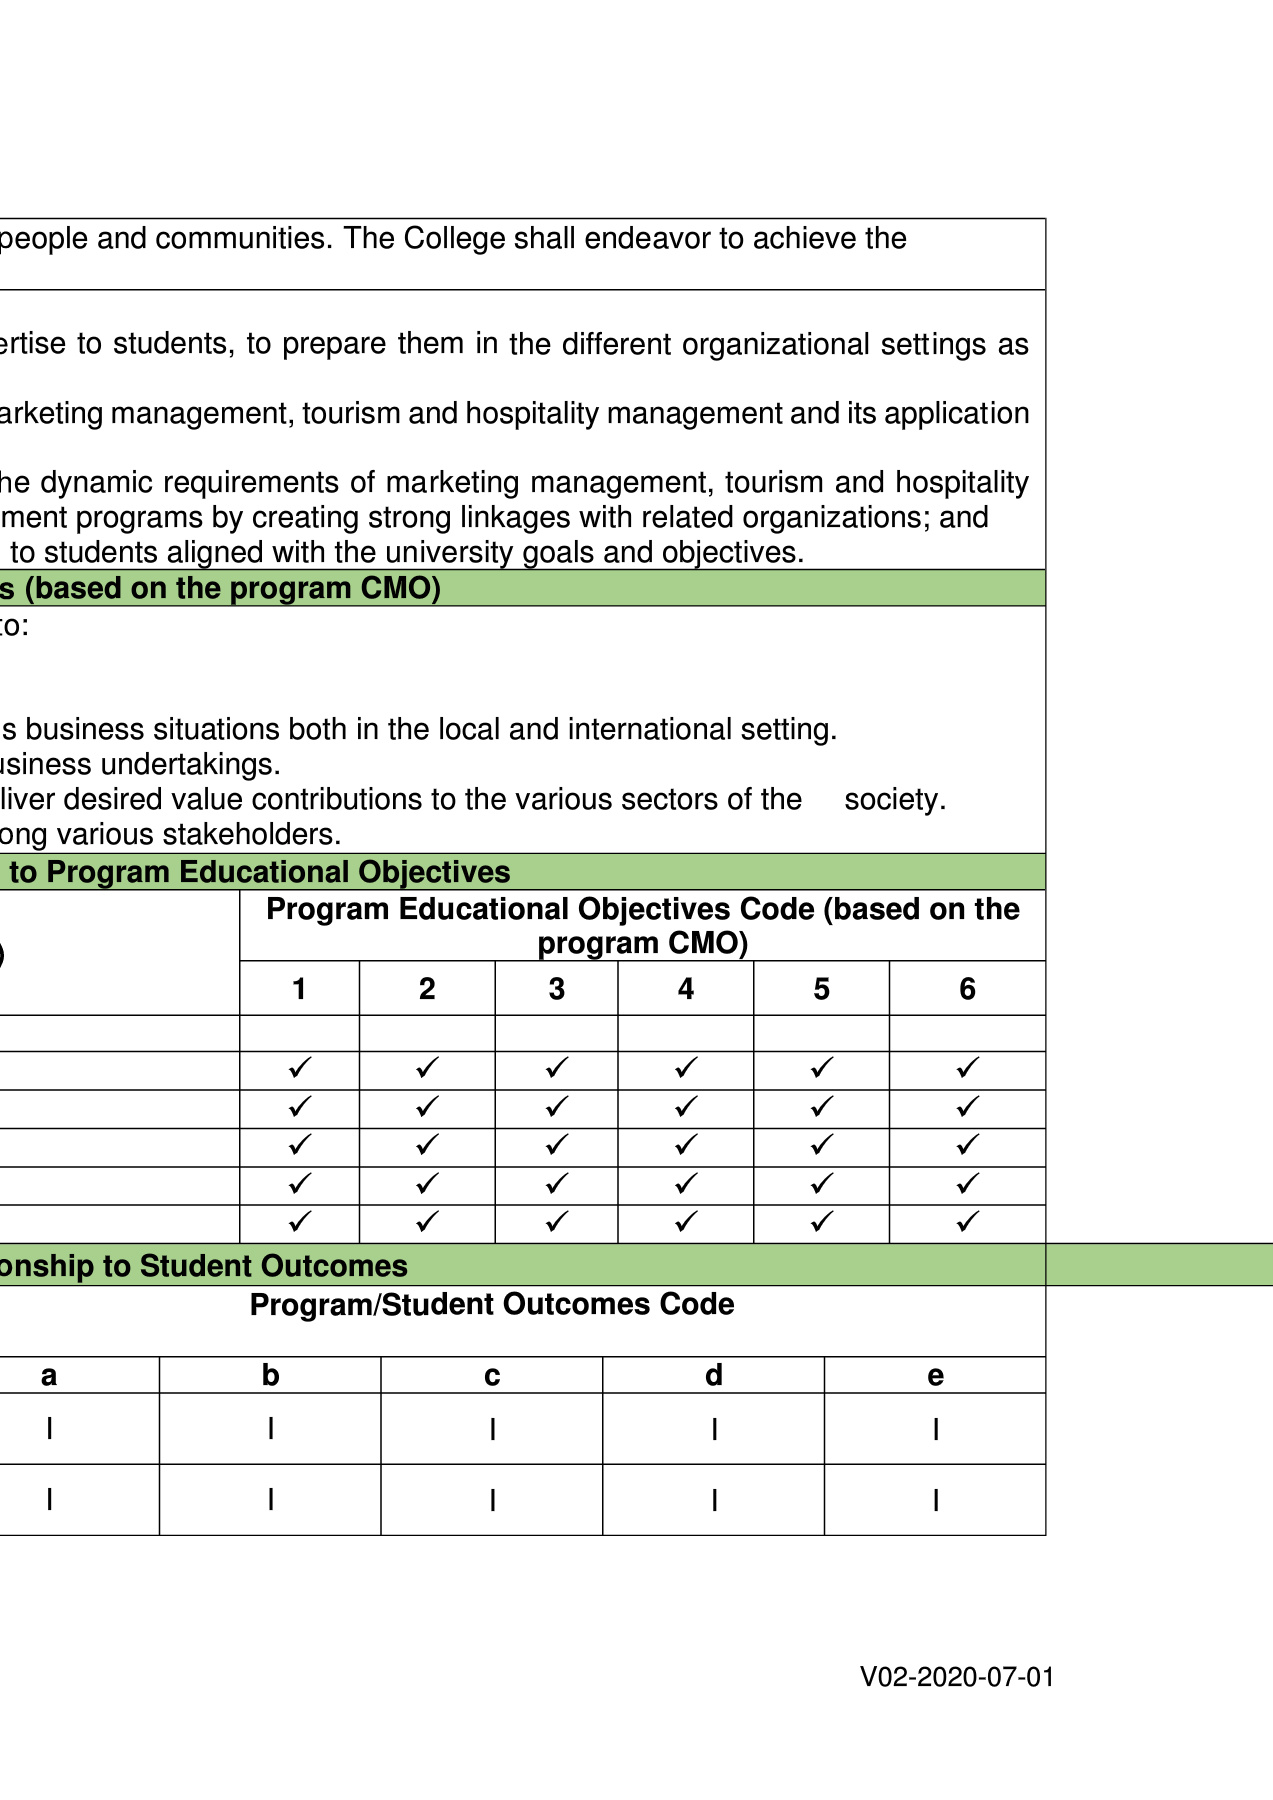 people and communities. The College shall endeavor to achieve the
ertise to students, to prepare them in the different organizational settings as
arketing management, tourism and hospitality management and its application
he dynamic requirements of marketing management, tourism and hospitality
ment programs by creating strong linkages with related organizations; and
to students aligned with the university goals and objectives.
s (based on the program CMO)
to:
s business situations both in the local and international setting.
usiness undertakings.
liver desired value contributions to the various sectors of the society.
ong various stakeholders.
to Program Educational Objectives
Program Educational Objectives Code (based on the
program CMO)
)
1 2 3 4 5 6
✓ ✓ ✓ ✓ ✓ ✓
✓ ✓ ✓ ✓ ✓ ✓
✓ ✓ ✓ ✓ ✓ ✓
✓ ✓ ✓ ✓ ✓ ✓
✓ ✓ ✓ ✓ ✓ ✓
onship to Student Outcomes
Program/Student Outcomes Code
a b c d e
I I I I I
I I I I I
V02-2020-07-01